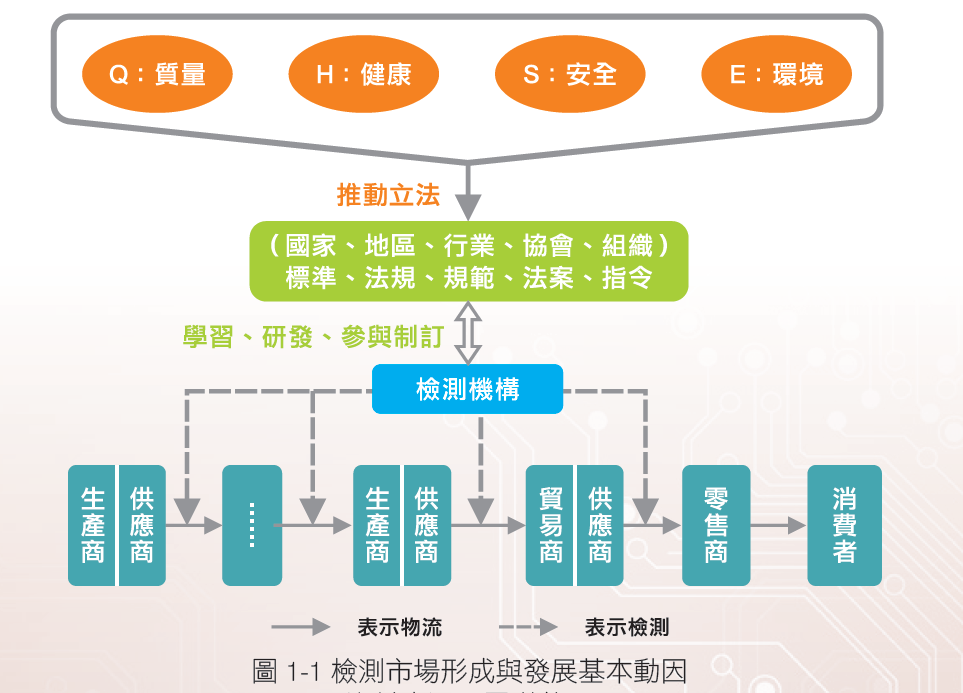 Q：質量
H：健康
S：安全
E：環境
推動立法
（國家、地區、行業、協會、組織）
標準、法規、規範、法案、指令
學習、研發、參與制訂
檢測機構
生產商
供應商
……
生產商
供應商
貿易商
供應商
零售商
消費者
表示物流
表示檢測
圖 1-1 檢測市場形成與發展基本動因